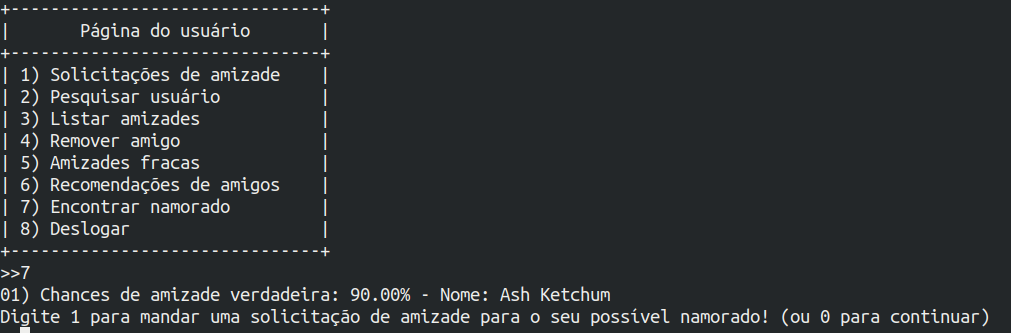 +-------------------------------+
|       Página do usuário       |
+-------------------------------+
| 1) Solicitações de amizade    |
| 2) Pesquisar usuário          |
| 3) Listar amizades            |
| 4) Remover amigo              |
| 5) Amizades fracas            |
| 6) Recomendações de amigos    |
| 7) Encontrar namorado         |
| 8) Deslogar                   |
+-------------------------------+
>>7
01) Chances de amizade verdadeira: 90.00% - Nome: Ash Ketchum
Digite 1 para mandar uma solicitação de amizade para o seu possível namorado! (ou 0 para continuar)